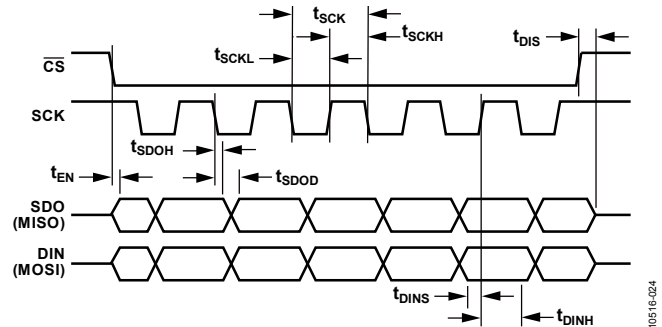 tSCK
tSCKL
tSCKH
tDIS
CS
SCK
tSDOH
tEN
tSDOD
SDO
(MISO)
DIN
(MOSI)
tDINS
tDINH
10516-024